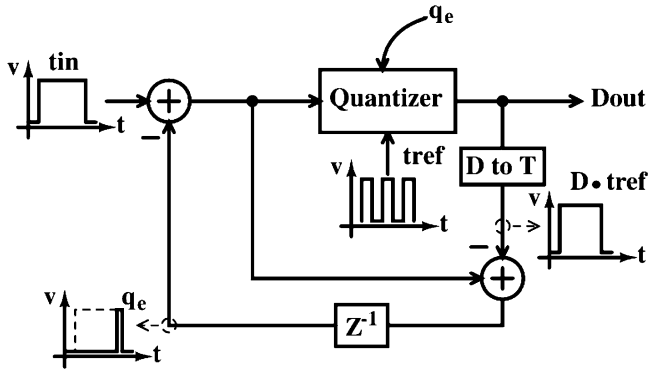 qe
v
tin
t
+
−
Quantizer
Dout
v
tref
t
D to T
D•tref
v
t
−
+
v
qe
t
Z-1